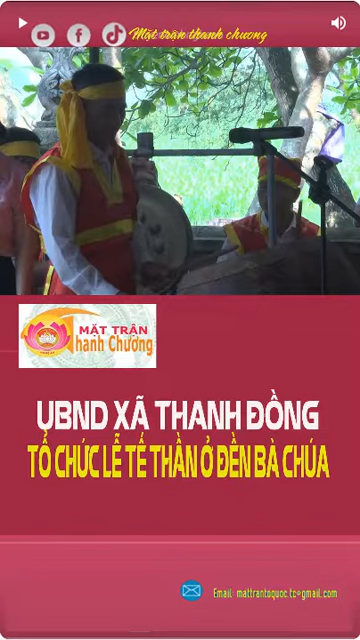 Mặt trận thanh chương
MẶT TRẬN
Thanh Chương
UBND XÃ THANH ĐỒNG
TỔ CHỨC LỄ TẾ THẦN Ở ĐỀN BÀ CHÚA
Email: mattrantoquoc.tc@gmail.com